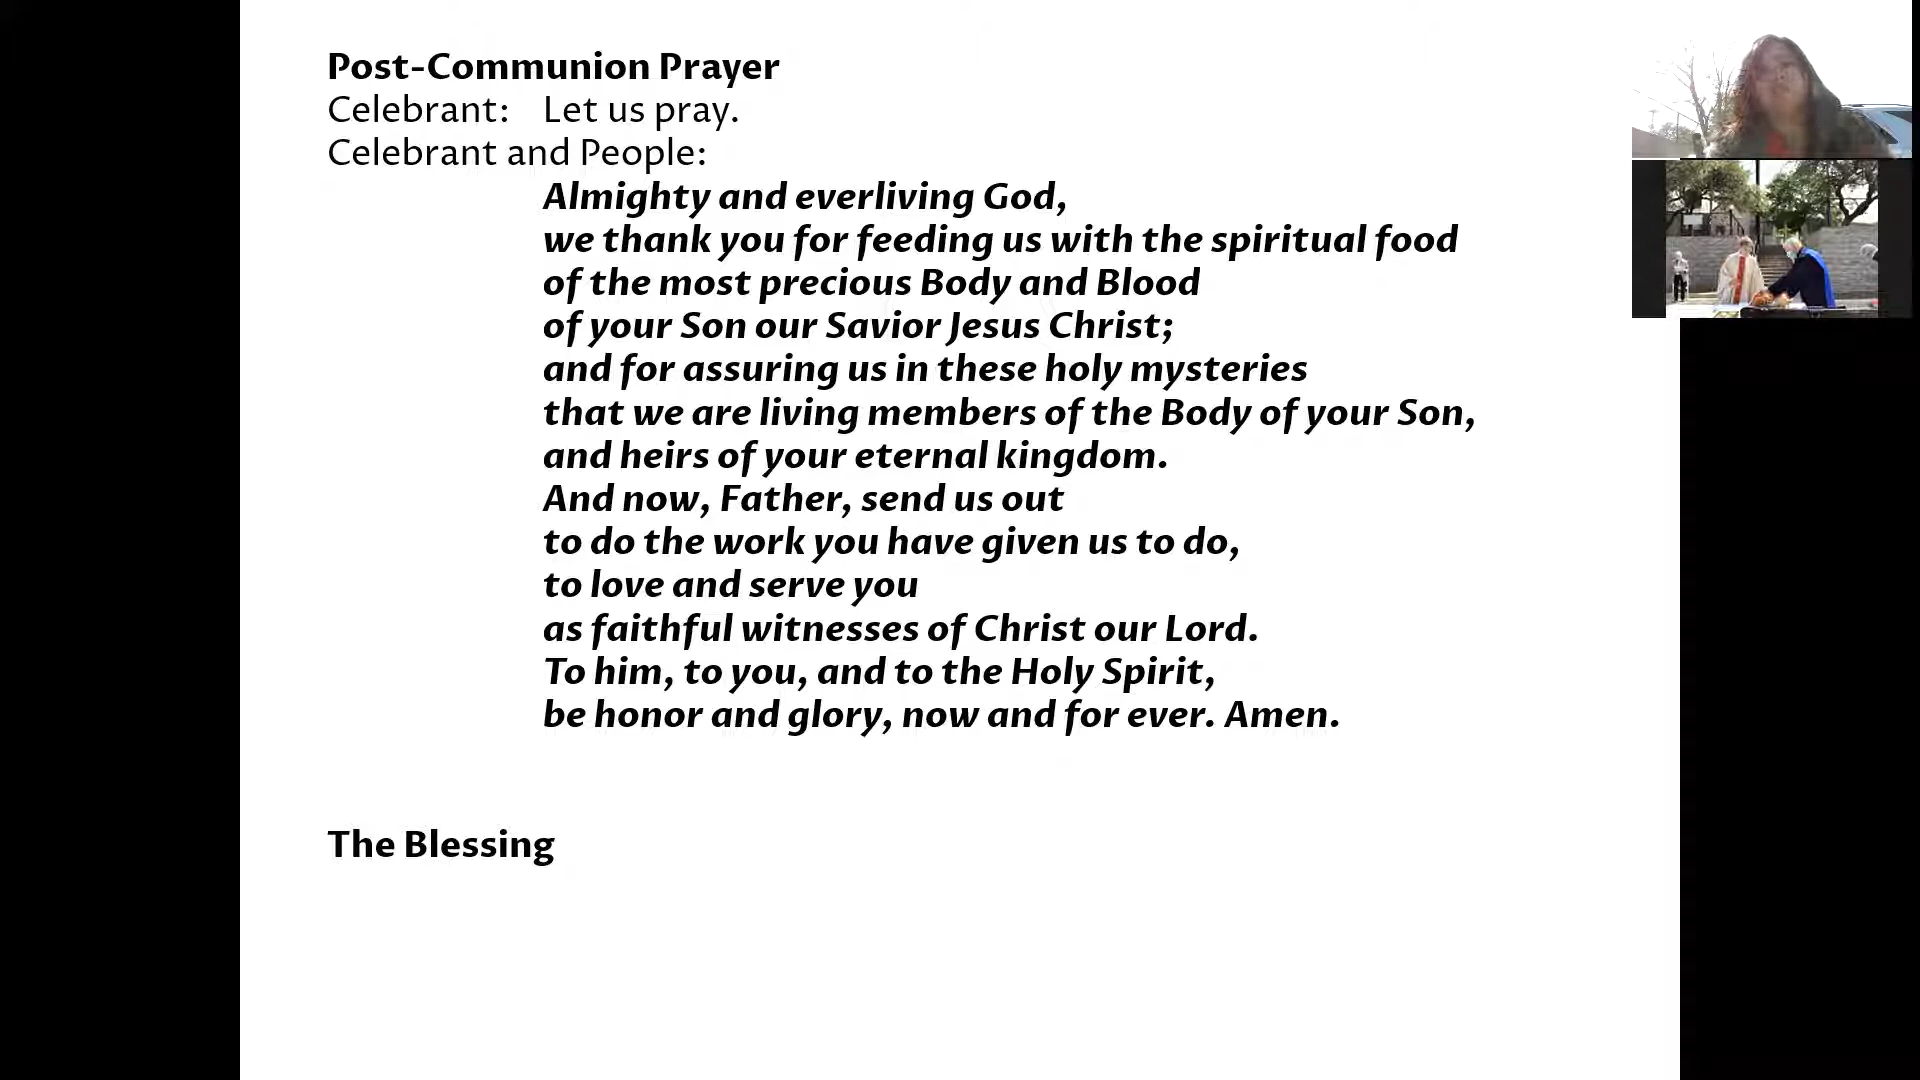 Post-Communion Prayer
Celebrant: Let us pray.
Celebrant and People:
Almighty and everliving God,
we thank you for feeding us with the spiritual food
of the most precious Body and Blood
of your Son our Savior Jesus Christ;
and for assuring us in these holy mysteries
that we are living members of the Body of your Son,
and heirs of your eternal kingdom.
And now, Father, send us out
to do the work you have given us to do,
to love and serve you
as faithful witnesses of Christ our Lord.
To him, to you, and to the Holy Spirit,
be honor and glory, now and for ever. Amen.
The Blessing